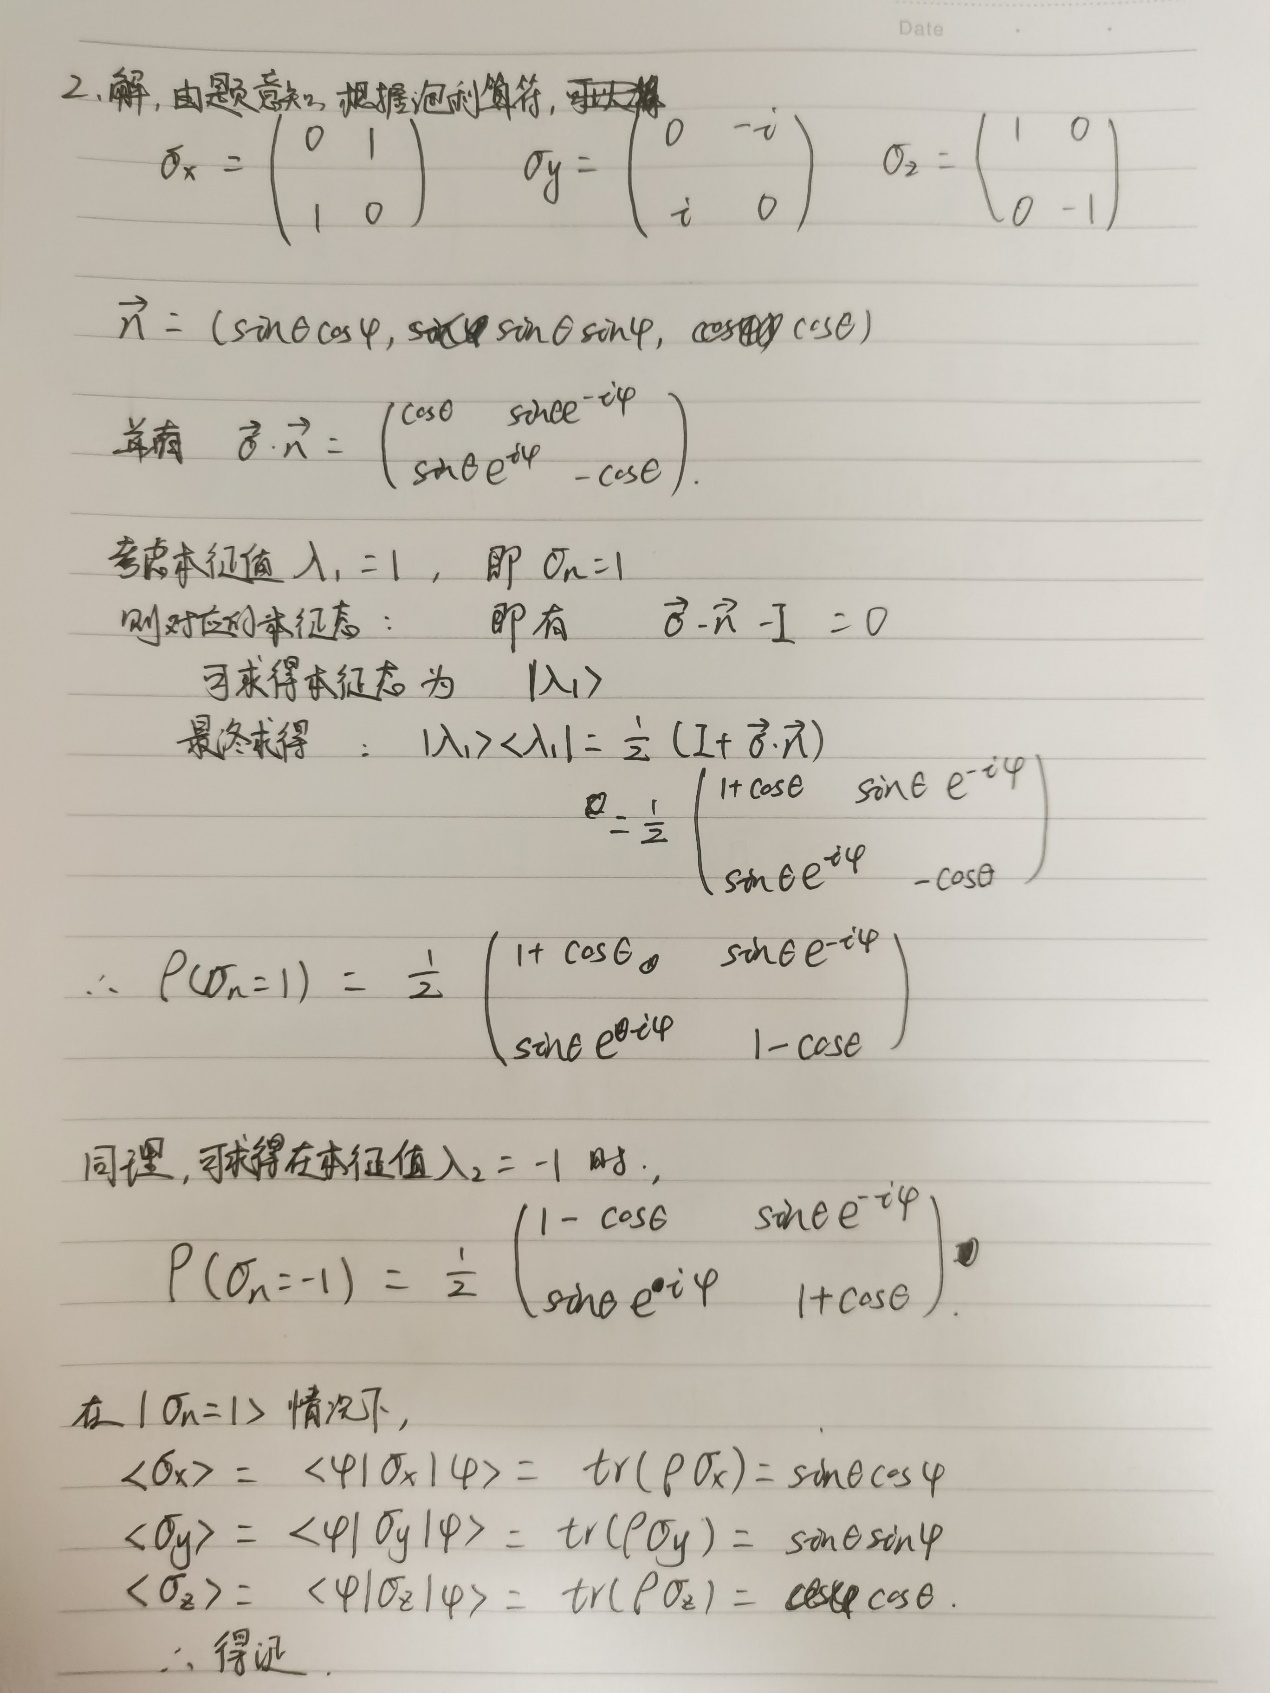 Date
2.解,由题意知,根据泡利算符,
σx = (0 1; 1 0) σy = (0 -i; i 0) σz = (1 0; 0 -1)
n⃗ = (sinθcosφ, sinθsinφ, cosθ)
并有 σ⃗·n⃗ = (cosθ sinθe^{-iφ}; sinθe^{iφ} -cosθ).
考虑本征值 λ₁ = 1, 即 σn=1
则对应的本征态: 即有 σ⃗·n⃗ - I = 0
可求得本征态为 |λ₁>
最终求得: |λ₁><λ₁| = 1/2 (I + σ⃗·n⃗)
= 1/2 (1+cosθ sinθe^{-iφ}; sinθe^{iφ} -cosθ)
∴ ρ(σn=1) = 1/2 (1+cosθ sinθe^{-iφ}; sinθe^{iφ} 1-cosθ)
同理,可求得在本征值λ₂ = -1 时,
ρ(σn=-1) = 1/2 (1-cosθ sinθe^{-iφ}; sinθe^{iφ} 1+cosθ).
在 |σn=1> 情况下,
<σx> = <φ|σx|φ> = tr(ρσx) = sinθcosφ
<σy> = <φ|σy|φ> = tr(ρσy) = sinθsinφ
<σz> = <φ|σz|φ> = tr(ρσz) = cosθ.
∴ 得证.